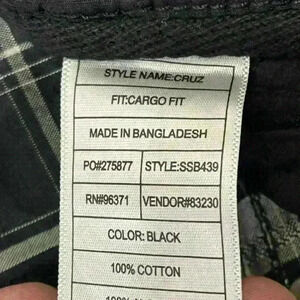 STYLE NAME:CRUZ
FIT:CARGO FIT
MADE IN BANGLADESH
PO#275877 STYLE:SSB439
RN#96371 VENDOR#83230
COLOR: BLACK
100% COTTON